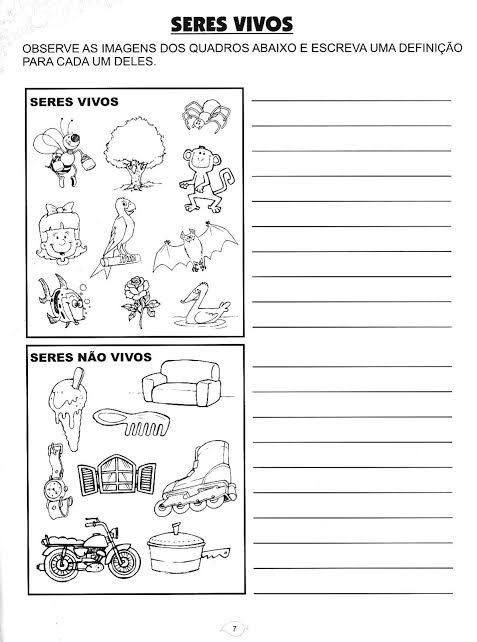 SERES VIVOS
OBSERVE AS IMAGENS DOS QUADROS ABAIXO E ESCREVA UMA DEFINIÇÃO
PARA CADA UM DELES.
SERES VIVOS
SERES NÃO VIVOS
7